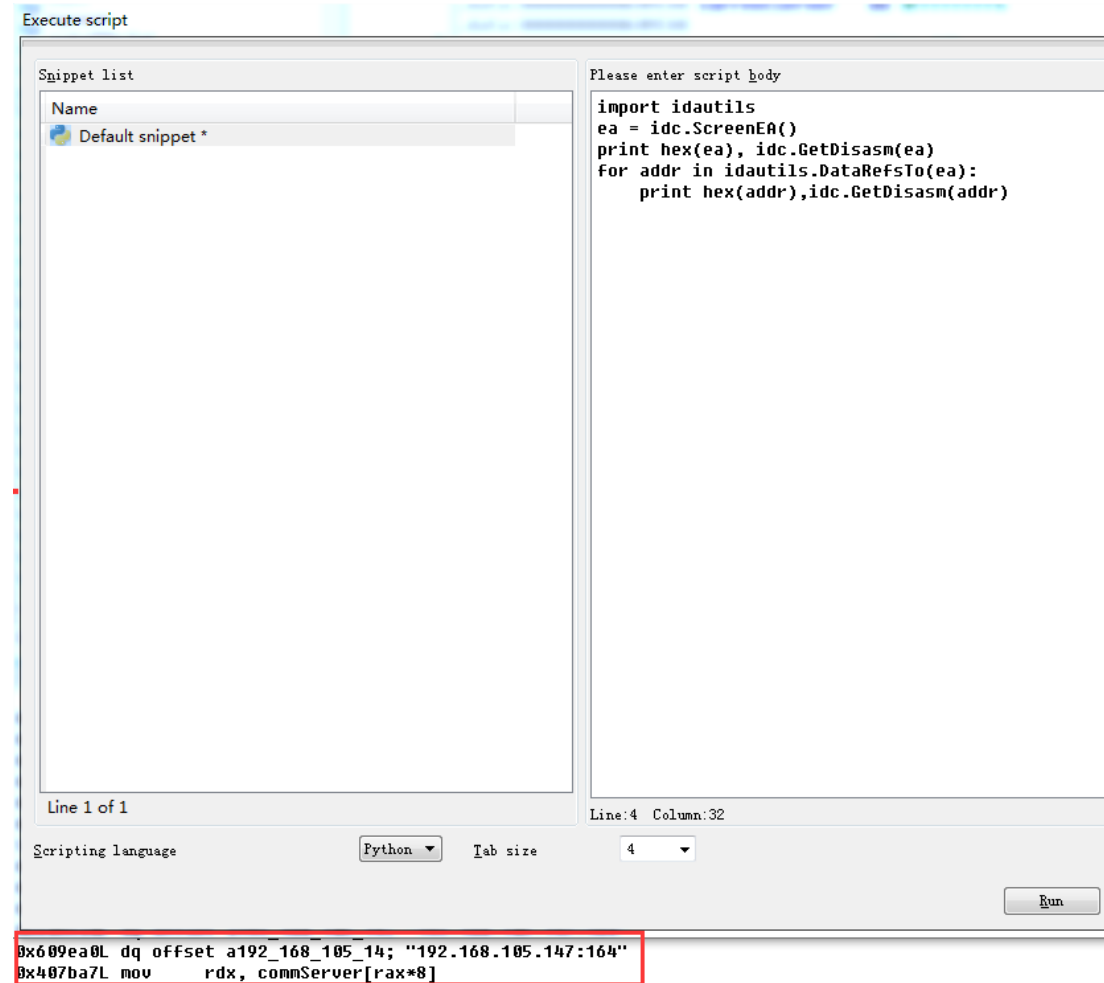 Execute script
Snippet list
Please enter script body
Name
Default snippet *
import idautils
ea = idc.ScreenEA()
print hex(ea), idc.GetDisasm(ea)
for addr in idautils.DataRefsTo(ea):
    print hex(addr),idc.GetDisasm(addr)
Line 1 of 1
Line:4 Column:32
Scripting language
Python
Tab size
4
Run
0x609ea0L dq offset a192_168_105_14; "192.168.105.147:164"
0x407ba7L mov     rdx, commServer[rax*8]